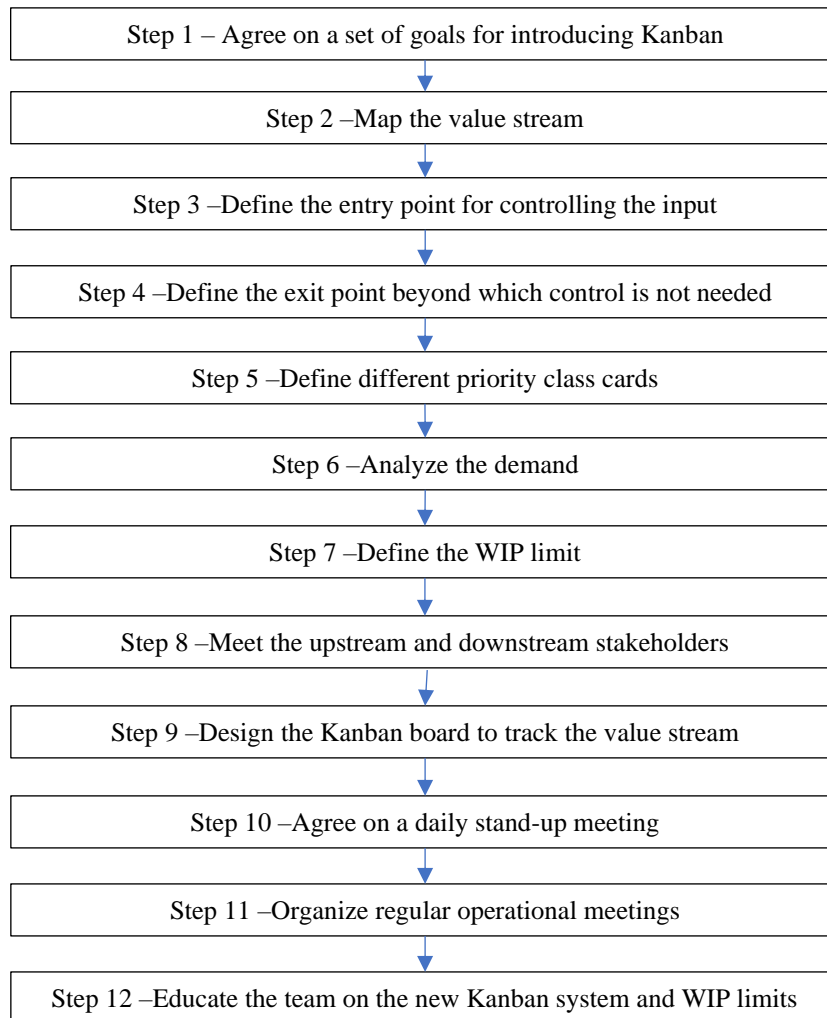 Step 1 – Agree on a set of goals for introducing Kanban
Step 2 –Map the value stream
Step 3 –Define the entry point for controlling the input
Step 4 –Define the exit point beyond which control is not needed
Step 5 –Define different priority class cards
Step 6 –Analyze the demand
Step 7 –Define the WIP limit
Step 8 –Meet the upstream and downstream stakeholders
Step 9 –Design the Kanban board to track the value stream
Step 10 –Agree on a daily stand-up meeting
Step 11 –Organize regular operational meetings
Step 12 –Educate the team on the new Kanban system and WIP limits